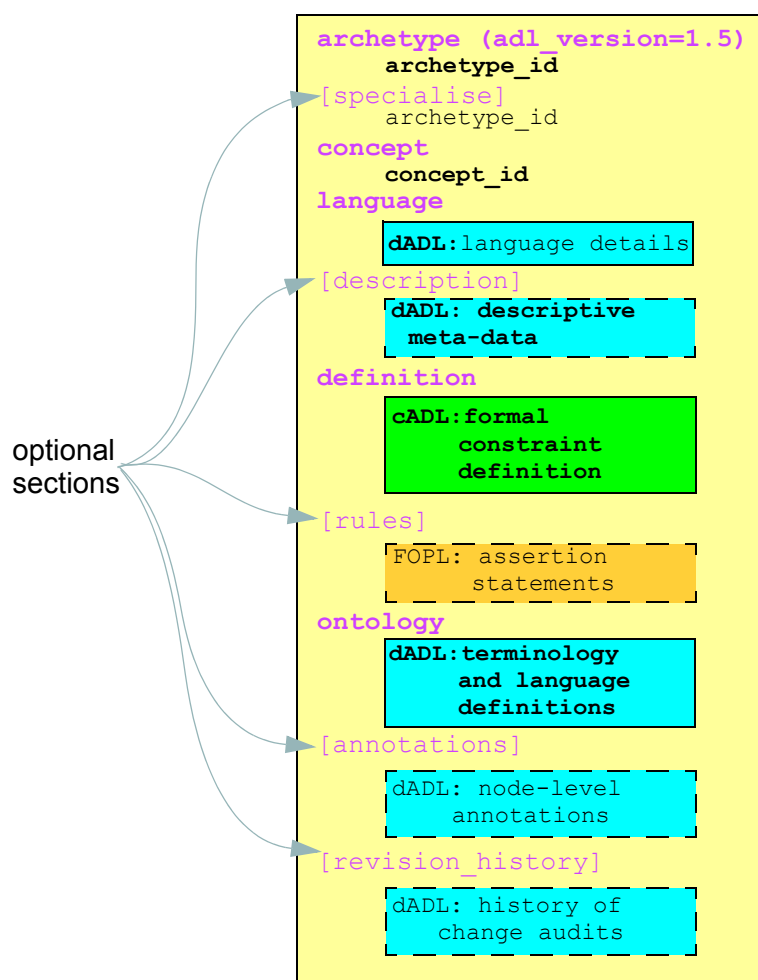 archetype (adl_version=1.5)
archetype_id
[specialise]
archetype_id
concept
concept_id
language
dADL:language details
[description]
dADL: descriptive
meta-data
definition
cADL:formal
constraint
definition
optional
sections
[rules]
FOPL: assertion
statements
ontology
dADL:terminology
and language
definitions
[annotations]
dADL: node-level
annotations
[revision_history]
dADL: history of
change audits